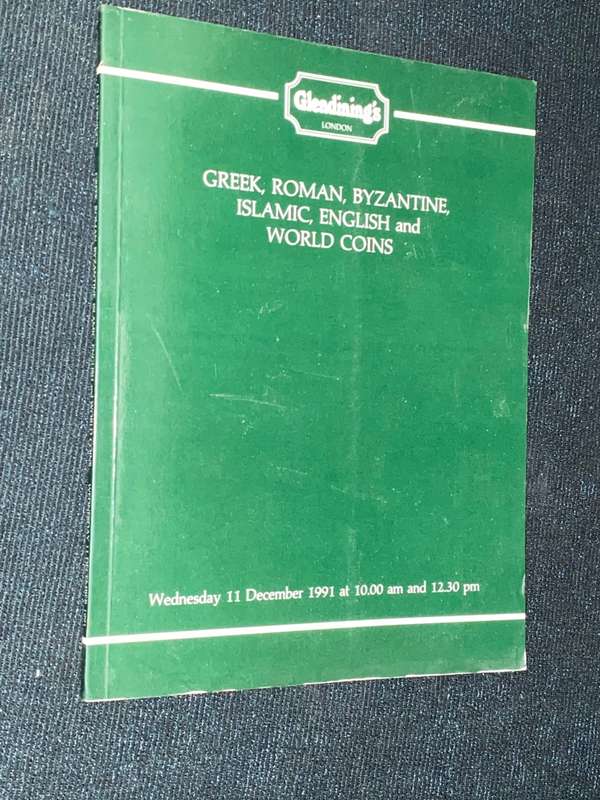 Glendining's
LONDON
GREEK, ROMAN, BYZANTINE,
ISLAMIC, ENGLISH and
WORLD COINS
Wednesday 11 December 1991 at 10.00 am and 12.30 pm